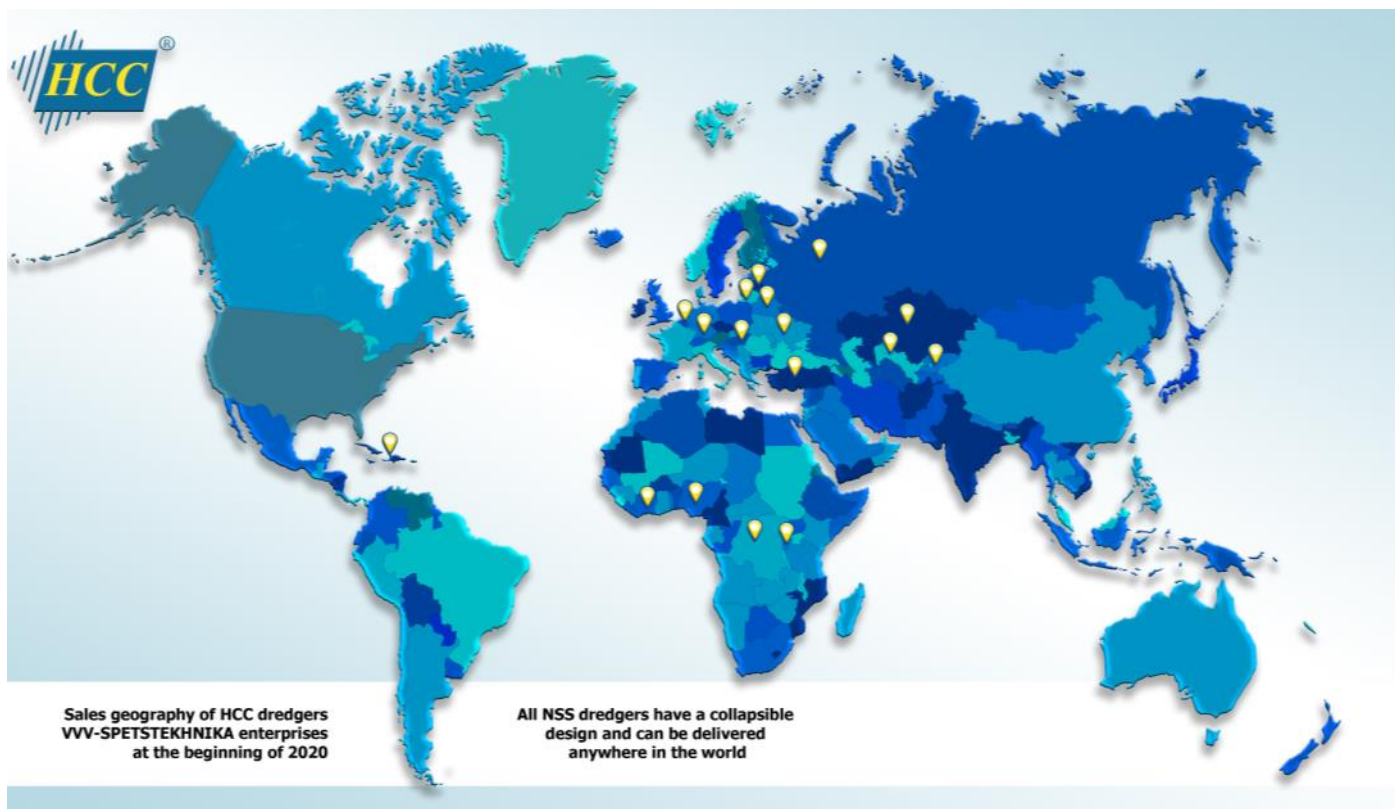 HCC
®
Sales geography of HCC dredgers
VVV-SPETSTEKHNIKA enterprises
at the beginning of 2020
All NSS dredgers have a collapsible
design and can be delivered
anywhere in the world